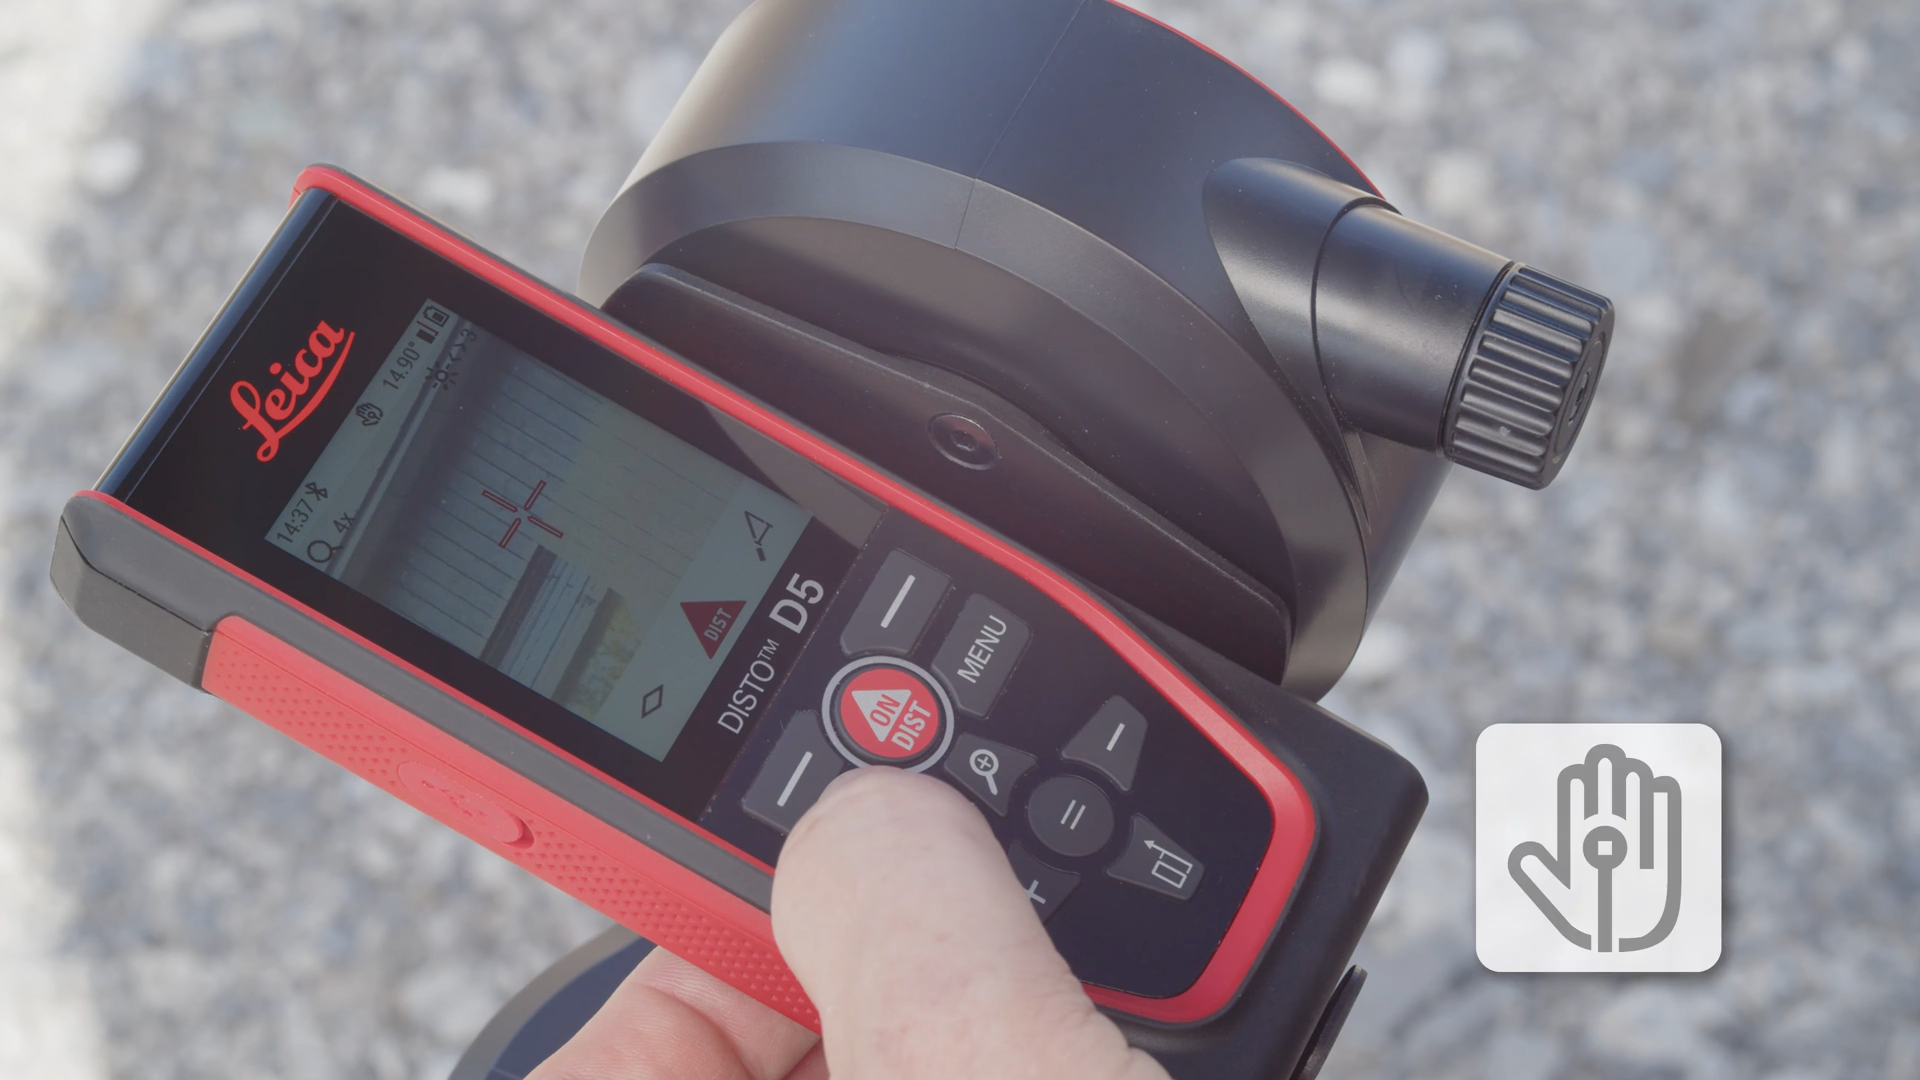 Leica
14.90°
14:37
4x
DIST
DISTO™ D5
MENU
ON
DIST
−
=
+